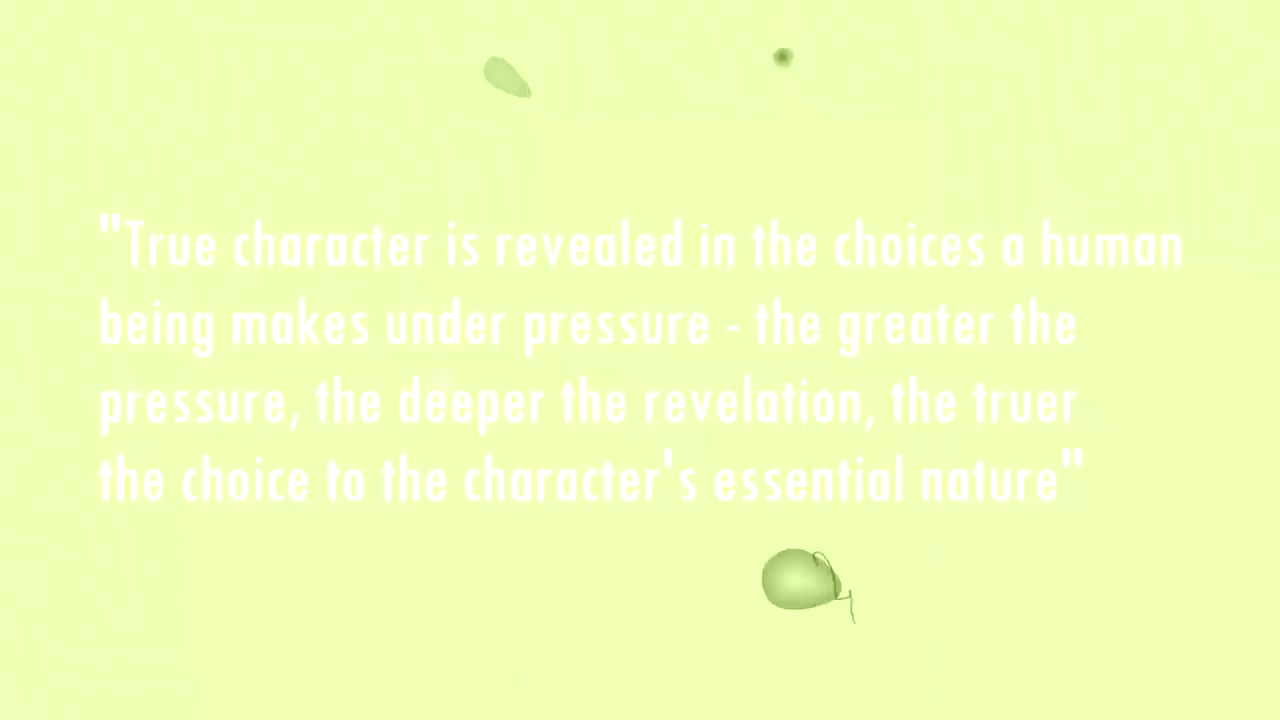 "True character is revealed in the choices a human
being makes under pressure - the greater the
pressure, the deeper the revelation, the truer
the choice to the character's essential nature"